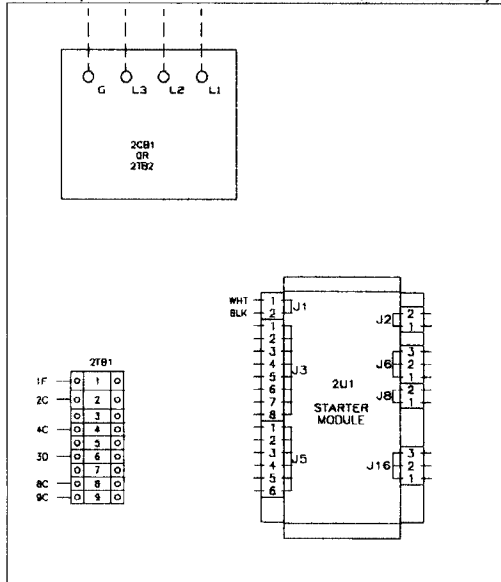 G L3 L2 L1
2CB1
OR
2TB2
2TB1
1F 1
2C 2
3
4C 4
5
3D 6
7
8C 8
9C 9
WHT 1 J1
BLK 2
1
2
3 J3
4
5
6
7
8
1
2
3 J5
4
5
6
2U1
STARTER
MODULE
J2 2
1
3
J6 2
1
J8 2
1
3
J16 2
1